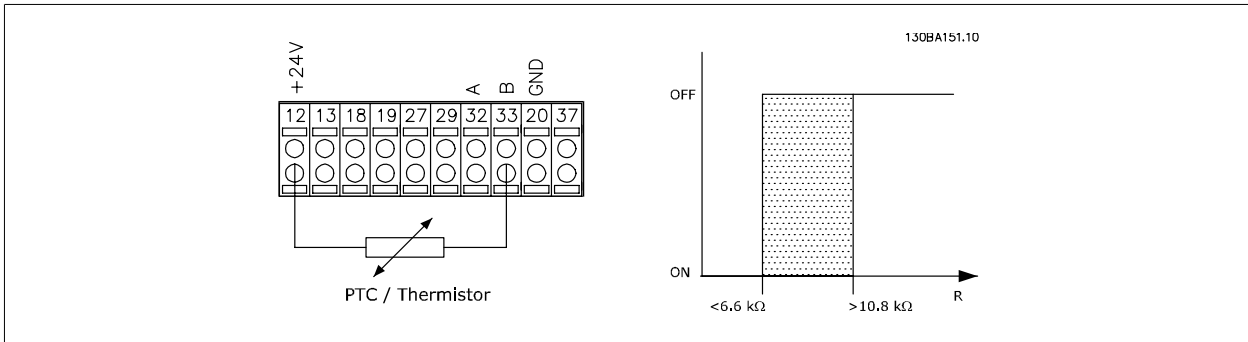 130BA151.10
+24V
A
B
GND
12 13 18 19 27 29 32 33 20 37
PTC / Thermistor
OFF
ON
R
<6.6 kΩ
>10.8 kΩ